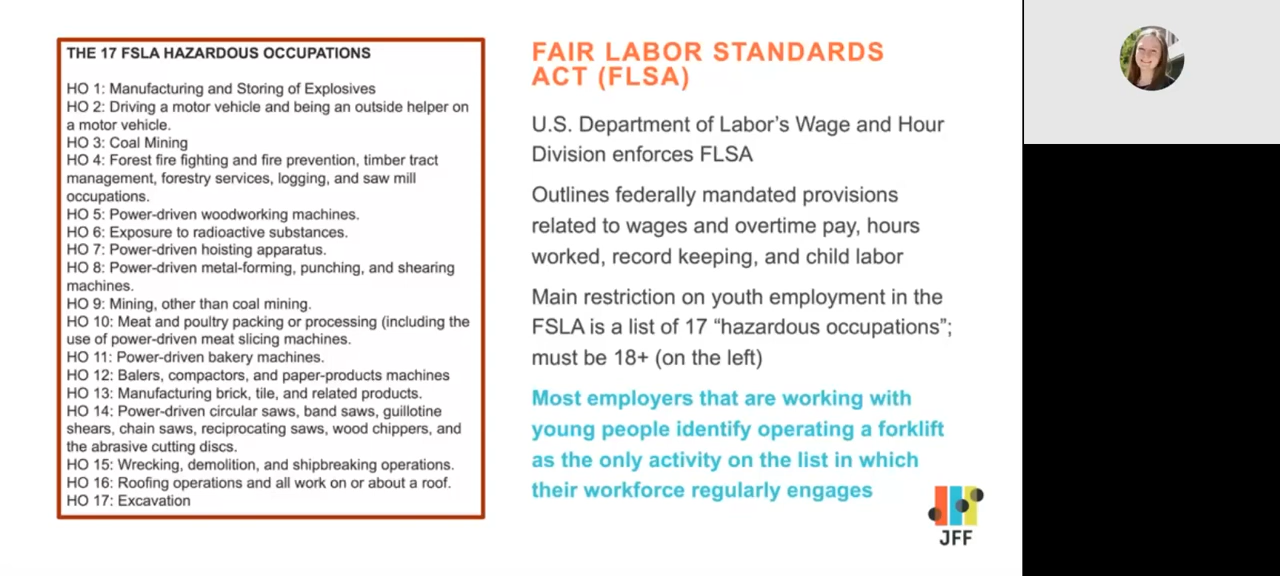 THE 17 FSLA HAZARDOUS OCCUPATIONS
HO 1: Manufacturing and Storing of Explosives
HO 2: Driving a motor vehicle and being an outside helper on
a motor vehicle.
HO 3: Coal Mining
HO 4: Forest fire fighting and fire prevention, timber tract
management, forestry services, logging, and saw mill
occupations.
HO 5: Power-driven woodworking machines.
HO 6: Exposure to radioactive substances.
HO 7: Power-driven hoisting apparatus.
HO 8: Power-driven metal-forming, punching, and shearing
machines.
HO 9: Mining, other than coal mining.
HO 10: Meat and poultry packing or processing (including the
use of power-driven meat slicing machines.
HO 11: Power-driven bakery machines.
HO 12: Balers, compactors, and paper-products machines
HO 13: Manufacturing brick, tile, and related products.
HO 14: Power-driven circular saws, band saws, guillotine
shears, chain saws, reciprocating saws, wood chippers, and
the abrasive cutting discs.
HO 15: Wrecking, demolition, and shipbreaking operations.
HO 16: Roofing operations and all work on or about a roof.
HO 17: Excavation
FAIR LABOR STANDARDS
ACT (FLSA)
U.S. Department of Labor's Wage and Hour
Division enforces FLSA
Outlines federally mandated provisions
related to wages and overtime pay, hours
worked, record keeping, and child labor
Main restriction on youth employment in the
FSLA is a list of 17 “hazardous occupations”;
must be 18+ (on the left)
Most employers that are working with
young people identify operating a forklift
as the only activity on the list in which
their workforce regularly engages
JFF